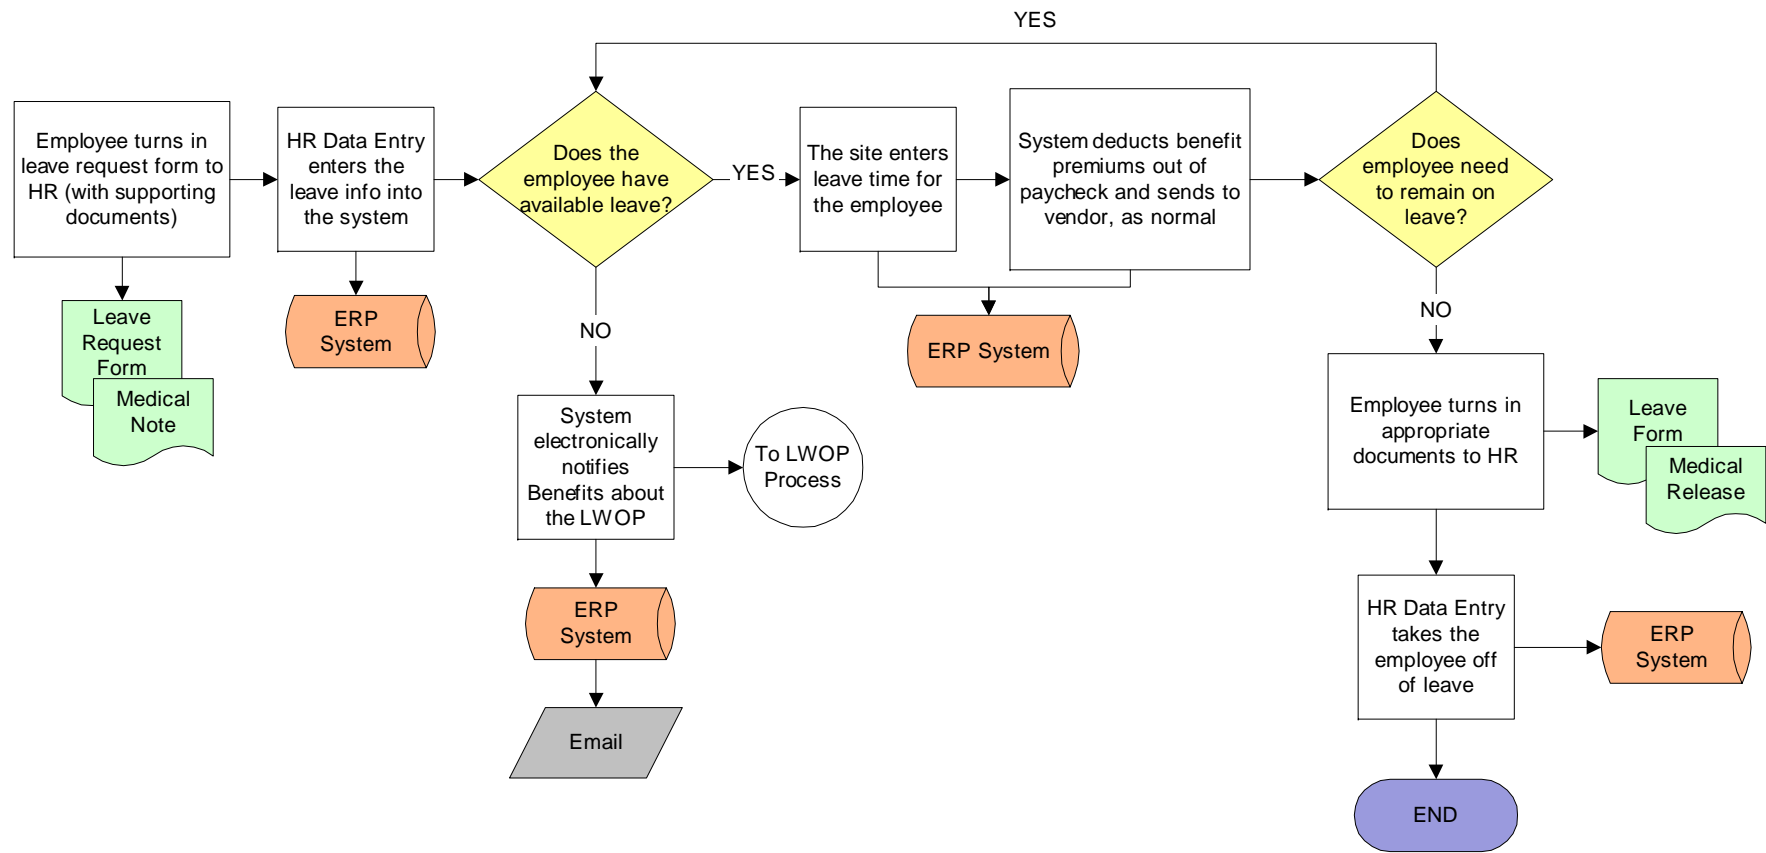 YES
Employee turns in
leave request form to
HR (with supporting
documents)
HR Data Entry
enters the
leave info into
the system
Does the
employee have
available leave?
YES
The site enters
leave time for
the employee
System deducts benefit
premiums out of
paycheck and sends to
vendor, as normal
Does
employee need
to remain on
leave?
Leave
Request
Form
Medical
Note
ERP
System
NO
ERP System
NO
System
electronically
notifies
Benefits about
the LWOP
To LWOP
Process
Employee turns in
appropriate
documents to HR
Leave
Form
Medical
Release
ERP
System
Email
HR Data Entry
takes the
employee off
of leave
ERP
System
END